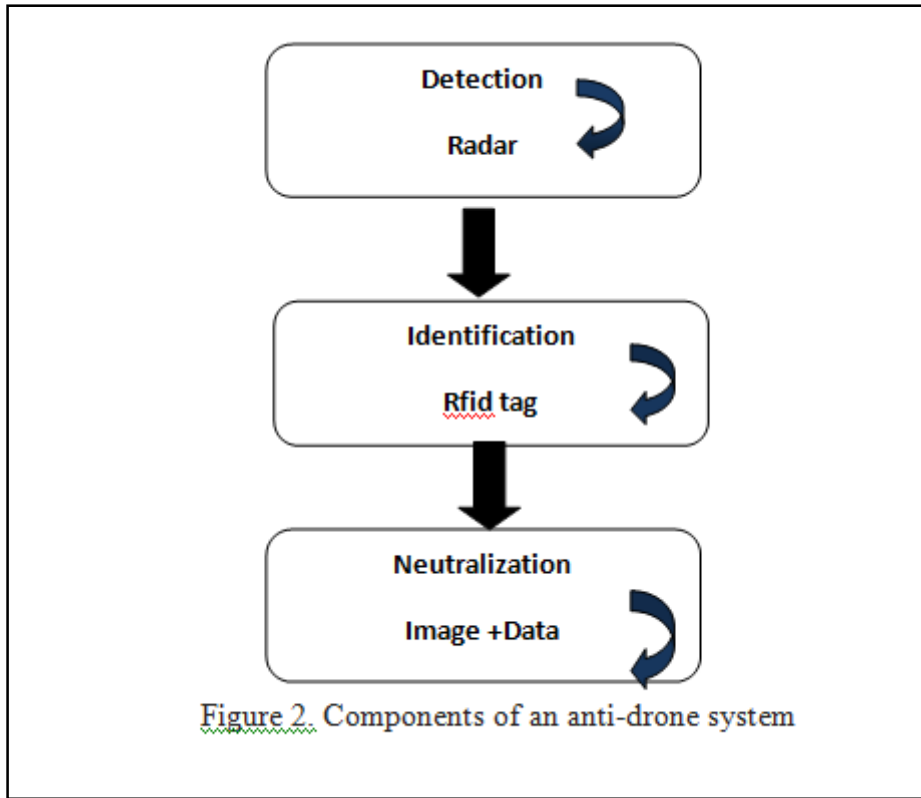 Detection
Radar
Identification
Rfid tag
Neutralization
Image +Data
Figure 2. Components of an anti-drone system